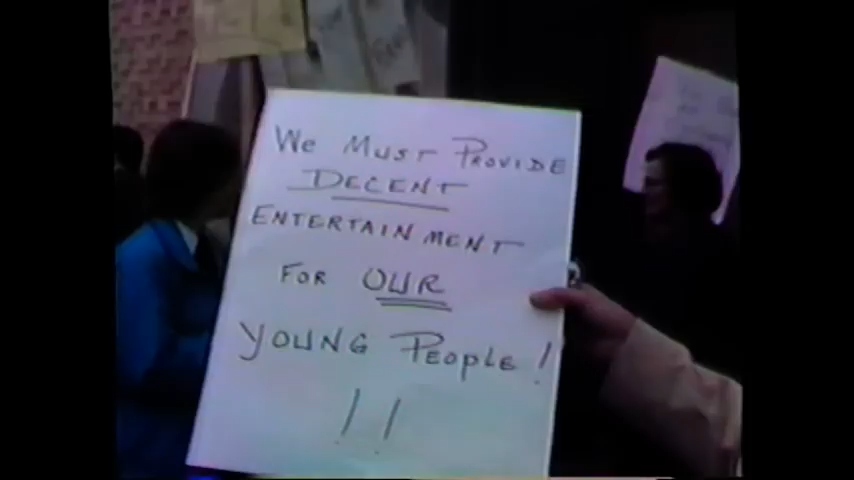 We Must Provide
Decent
Entertainment
For OUR
Young People!
!!